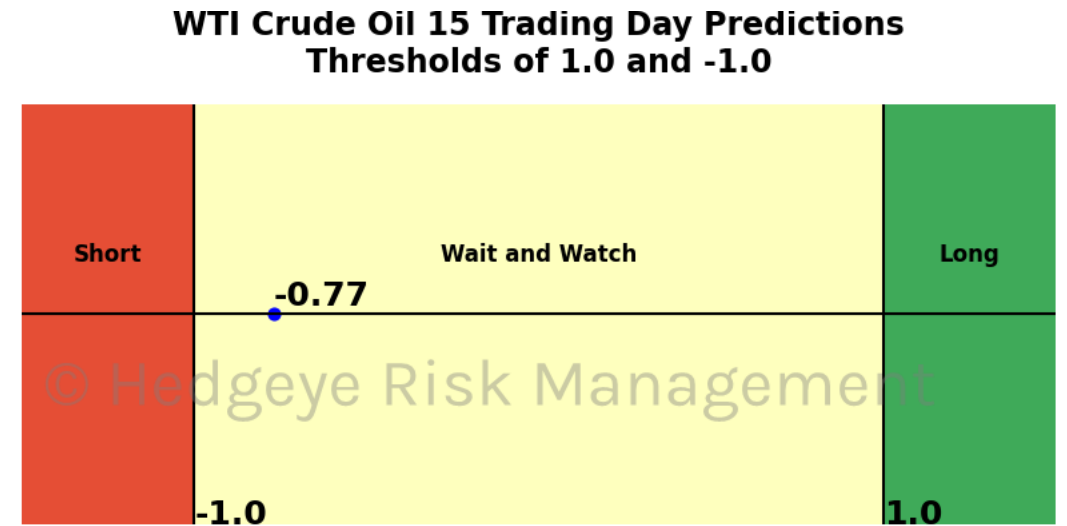 WTI Crude Oil 15 Trading Day Predictions
Thresholds of 1.0 and -1.0
Short
Wait and Watch
Long
-0.77
© Hedgeye Risk Management
-1.0
1.0